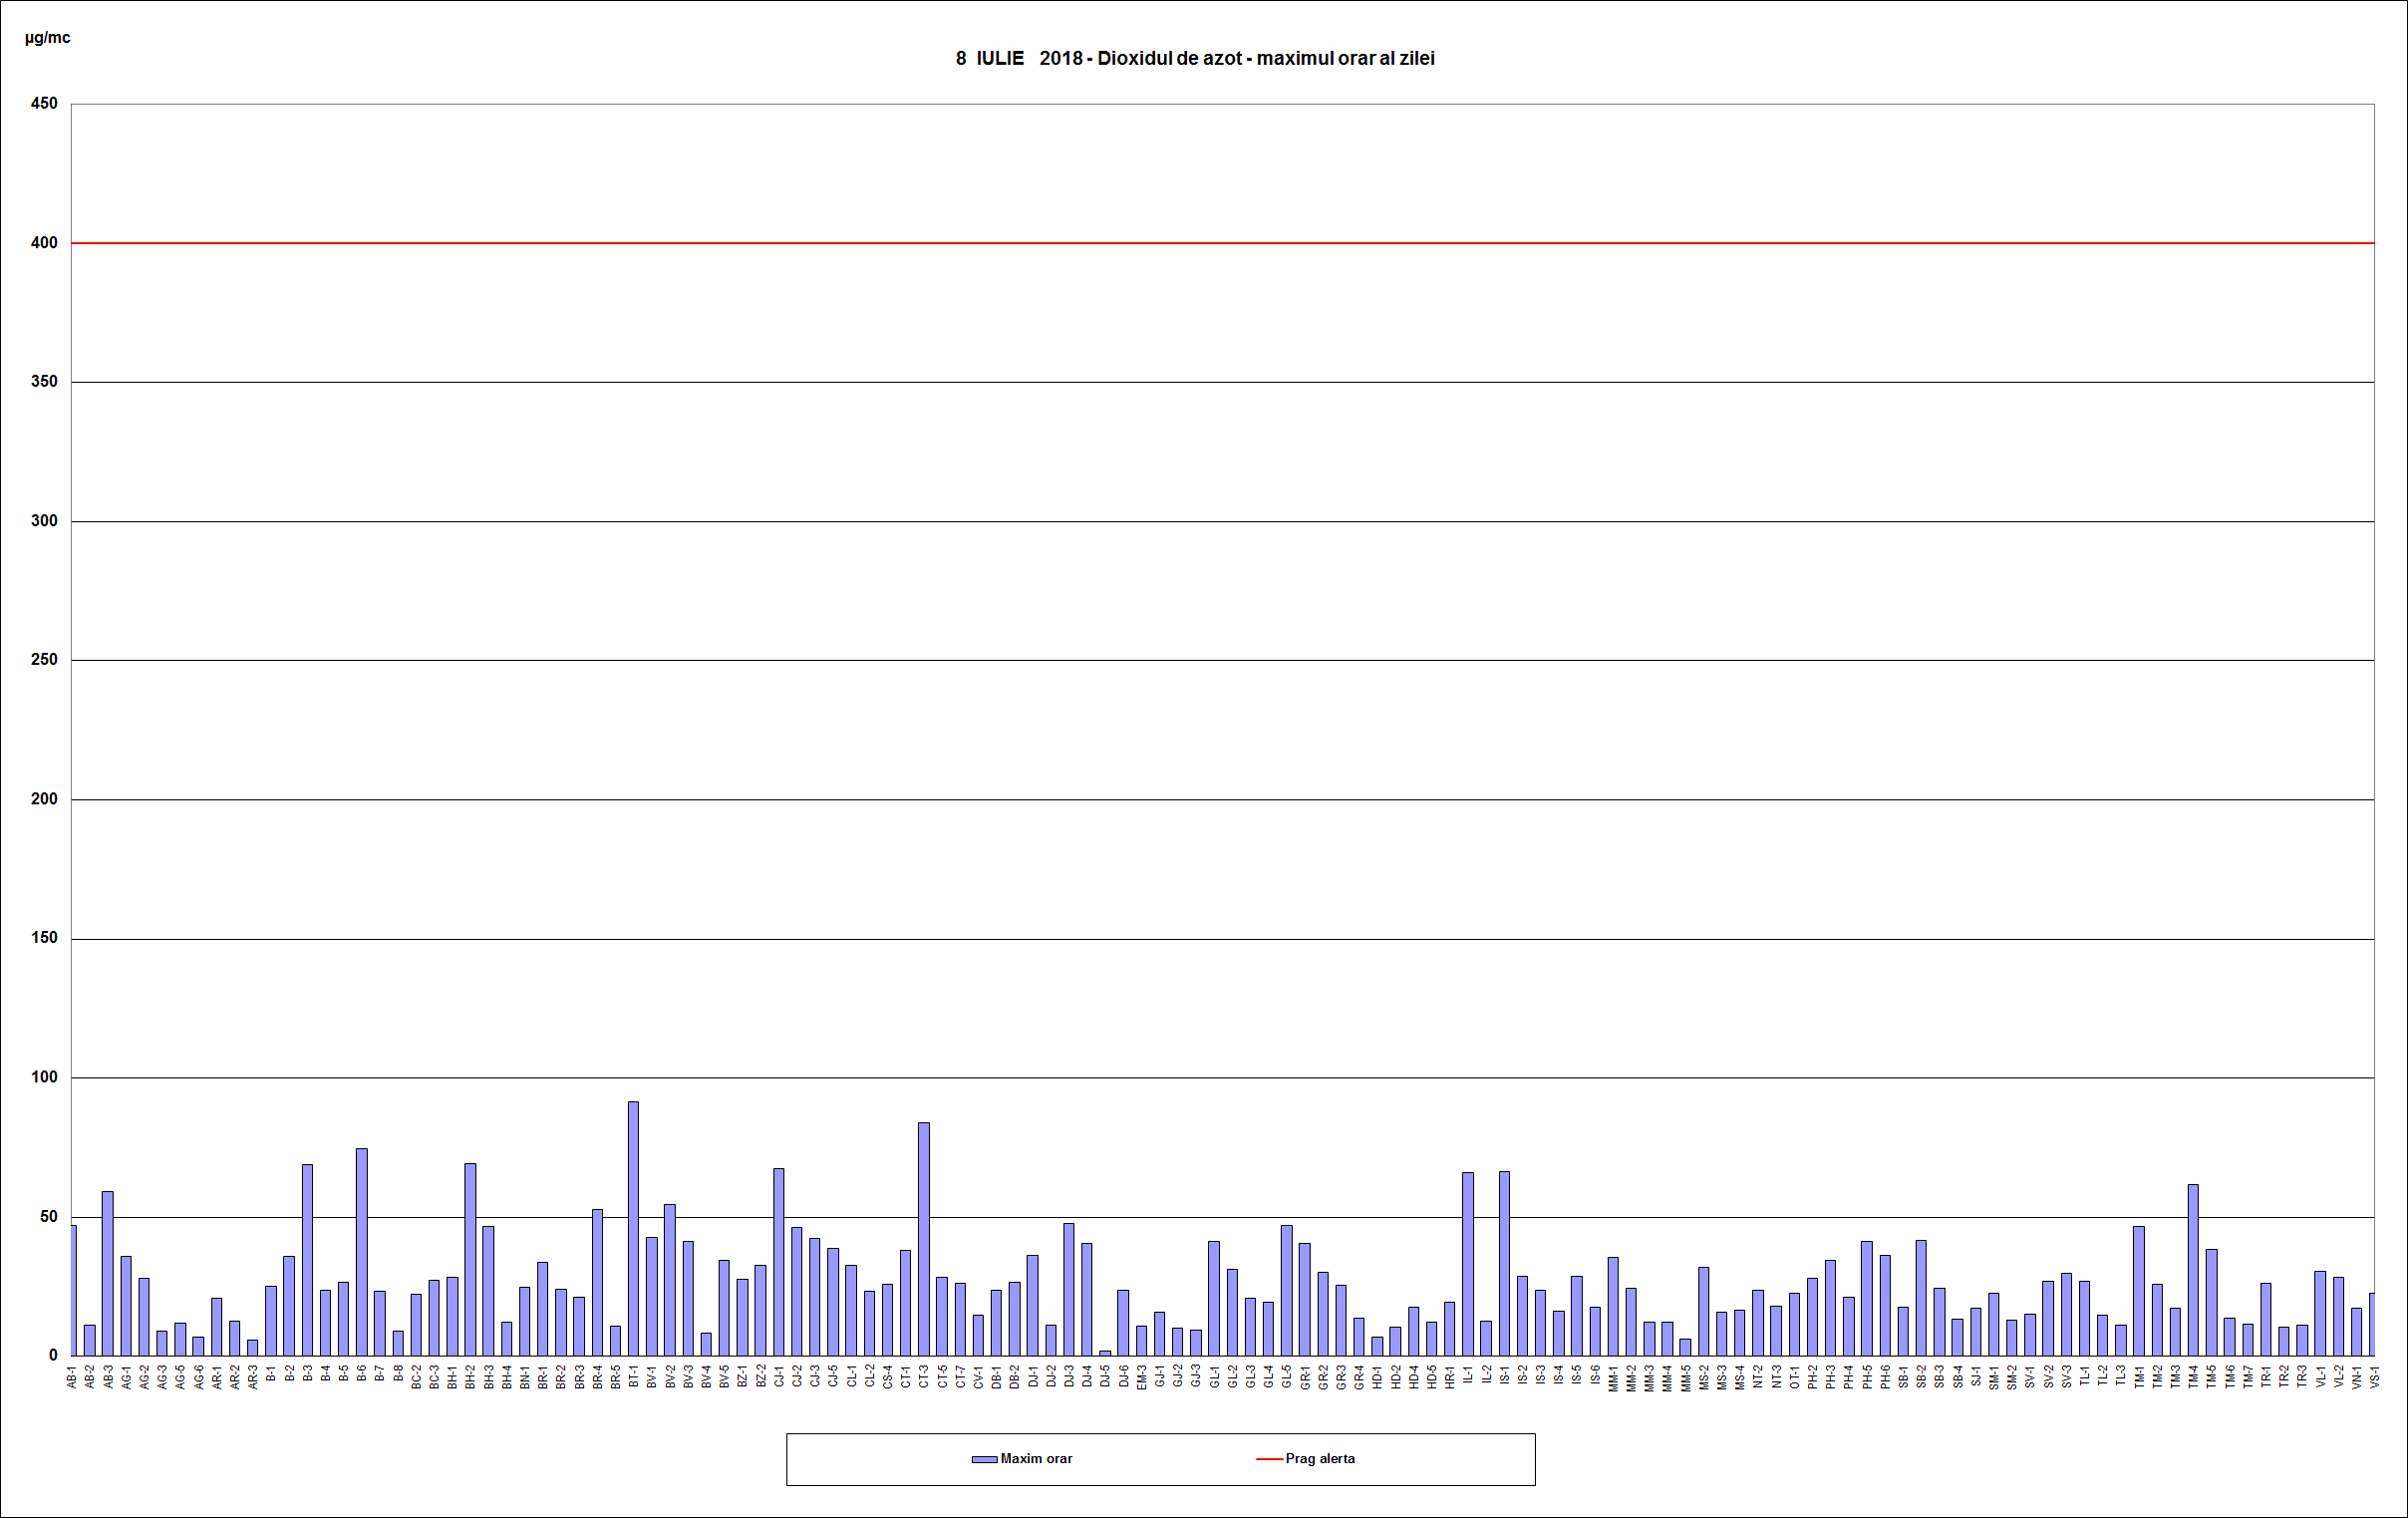 µg/mc
8 IULIE 2018 - Dioxidul de azot - maximul orar al zilei
450
400
350
300
250
200
150
100
50
0
AB-1 AB-2 AB-3 AG-1 AG-2 AG-3 AG-5 AG-6 AR-1 AR-2 AR-3 B-1 B-2 B-3 B-4 B-5 B-6 B-7 B-8 BC-2 BC-3 BH-1 BH-2 BH-3 BH-4 BN-1 BR-1 BR-2 BR-3 BR-4 BR-5 BT-1 BV-1 BV-2 BV-3 BV-4 BV-5 BZ-1 BZ-2 CJ-1 CJ-2 CJ-3 CJ-5 CL-1 CL-2 CS-4 CT-1 CT-3 CT-5 CT-7 CV-1 DB-1 DB-2 DJ-1 DJ-2 DJ-3 DJ-4 DJ-5 DJ-6 EM-3 GJ-1 GJ-2 GJ-3 GL-1 GL-2 GL-3 GL-4 GL-5 GR-1 GR-2 GR-3 GR-4 HD-1 HD-2 HD-4 HD-5 HR-1 IL-1 IL-2 IS-1 IS-2 IS-3 IS-4 IS-5 IS-6 MM-1 MM-2 MM-3 MM-4 MM-5 MS-2 MS-3 MS-4 NT-2 NT-3 OT-1 PH-2 PH-3 PH-4 PH-5 PH-6 SB-1 SB-2 SB-3 SB-4 SJ-1 SM-1 SM-2 SV-1 SV-2 SV-3 TL-1 TL-2 TL-3 TM-1 TM-2 TM-3 TM-4 TM-5 TM-6 TM-7 TR-1 TR-2 TR-3 VL-1 VL-2 VN-1 VS-1
Maxim orar Prag alerta